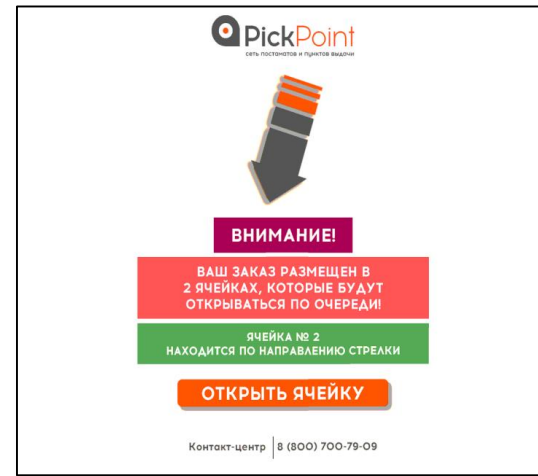 PickPoint
сеть постаматов и пунктов выдачи
ВНИМАНИЕ!
ВАШ ЗАКАЗ РАЗМЕЩЕН В
2 ЯЧЕЙКАХ, КОТОРЫЕ БУДУТ
ОТКРЫВАТЬСЯ ПО ОЧЕРЕДИ!
ЯЧЕЙКА № 2
НАХОДИТСЯ ПО НАПРАВЛЕНИЮ СТРЕЛКИ
ОТКРЫТЬ ЯЧЕЙКУ
Контакт-центр 8 (800) 700-79-09